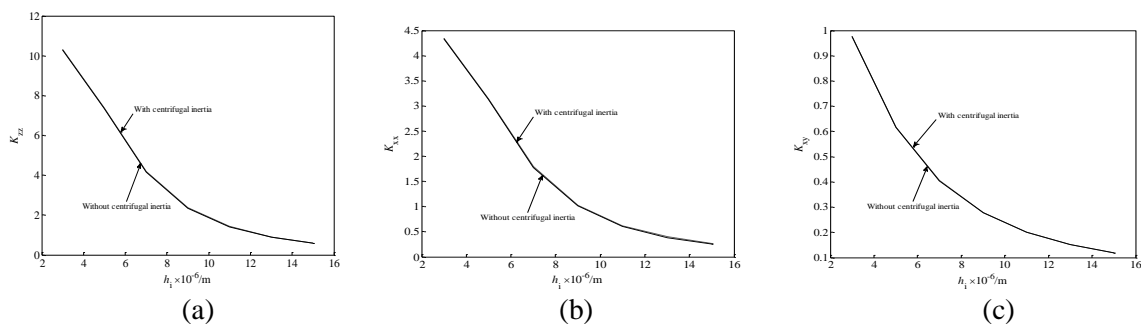 12
10
8
6
4
2
0
K_zz
With centrifugal inertia
Without centrifugal inertia
2 4 6 8 10 12 14 16
h_i×10^-6/m
(a)
4.5
4
3.5
3
2.5
2
1.5
1
0.5
0
K_xx
With centrifugal inertia
Without centrifugal inertia
2 4 6 8 10 12 14 16
h_i×10^-6/m
(b)
1
0.9
0.8
0.7
0.6
0.5
0.4
0.3
0.2
0.1
K_xy
With centrifugal inertia
Without centrifugal inertia
2 4 6 8 10 12 14 16
h_i×10^-6/m
(c)